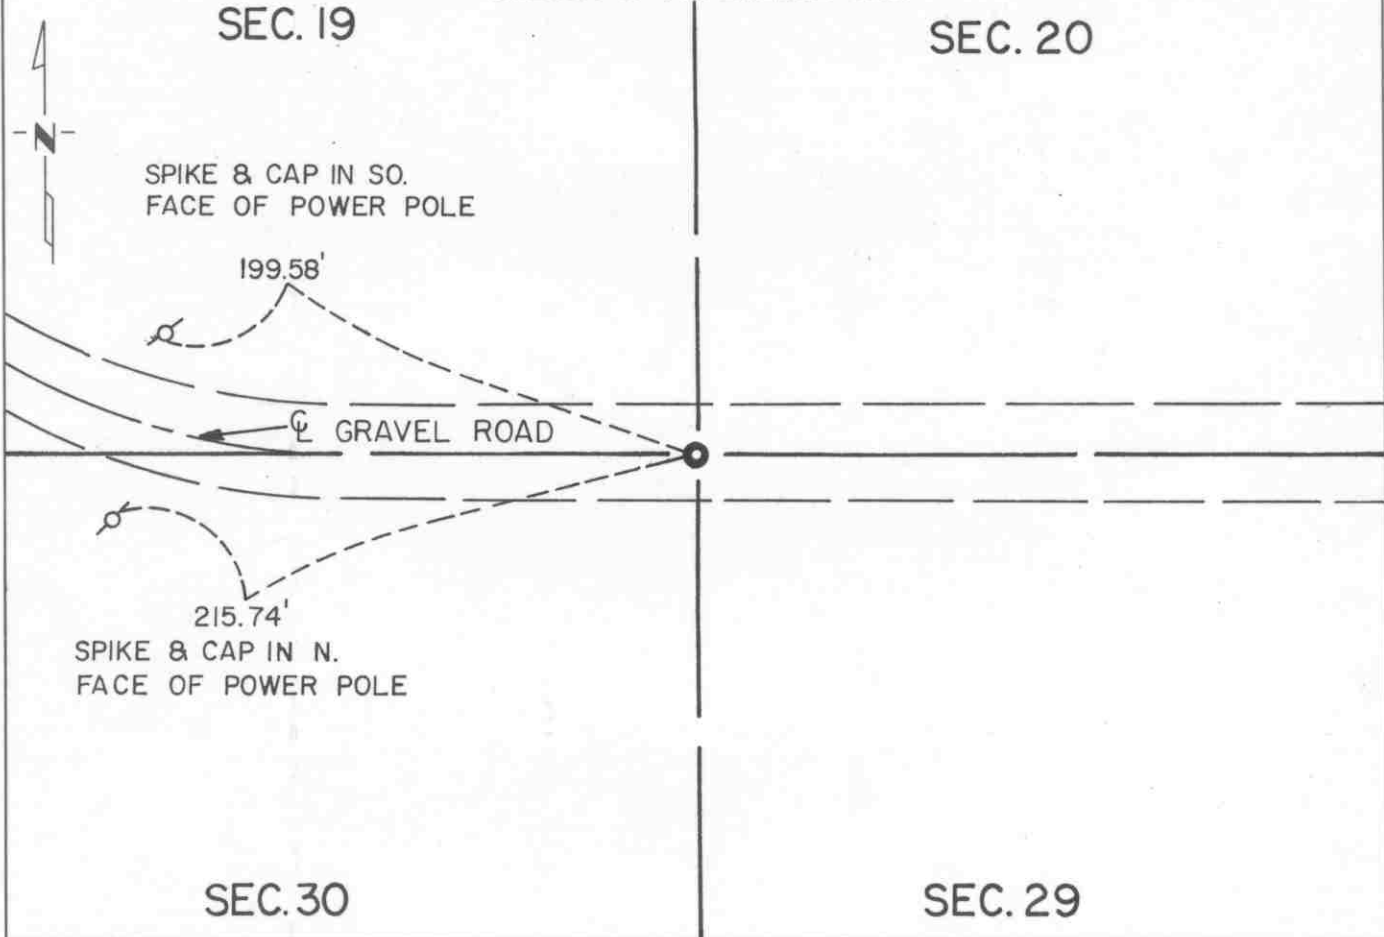 SEC. 19
SEC. 20
N
SPIKE & CAP IN SO.
FACE OF POWER POLE
199.58'
℄ GRAVEL ROAD
215.74'
SPIKE & CAP IN N.
FACE OF POWER POLE
SEC. 30
SEC. 29